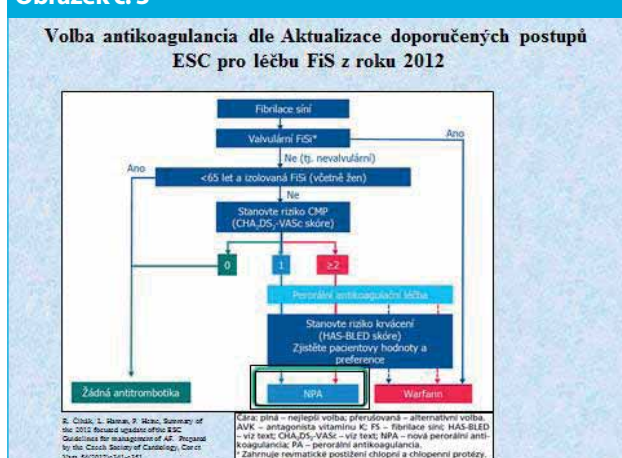 Obrázek č. 3
Volba antikoagulancia dle Aktualizace doporučených postupů
ESC pro léčbu FiS z roku 2012
Fibrilace síní
Valvulární FiSi*
Ano
Ne (tj. nevalvulární)
Ano
<65 let a izolovaná FiSi (včetně žen)
Ne
Stanovte riziko CMP
(CHA₂DS₂-VASc skóre)
0
1
≥2
Perorální antikoagulační léčba
Stanovte riziko krvácení
(HAS-BLED skóre)
Zjistěte pacientovy hodnoty a
preference
Žádná antitrombotika
NPA
Warfarin
R. Čihák, L. Haman, P. Heinc, Summary of
the 2012 focused update of the ESC
Guidelines for management of AF. Prepared
by the Czech Society of Cardiology, Cor et
Čára: plná – nejlepší volba; přerušovaná – alternativní volba.
AVK – antagonista vitaminu K; FS – fibrilace síní; HAS-BLED
– viz text; CHA₂DS₂-VASc – viz text; NPA – nová perorální anti-
koagulancia; PA – perorální antikoagulancia.
* Zahrnuje revmatické postižení chlopní a chlopenní protézy.